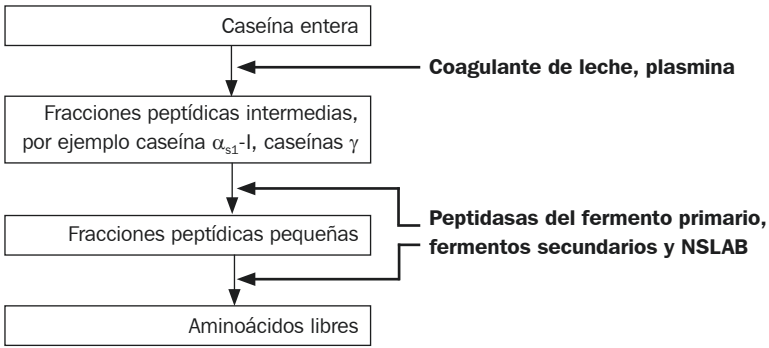 Caseína entera
Coagulante de leche, plasmina
Fracciones peptídicas intermedias,
por ejemplo caseína αs1-I, caseínas γ
Peptidasas del fermento primario,
fermentos secundarios y NSLAB
Fracciones peptídicas pequeñas
Aminoácidos libres